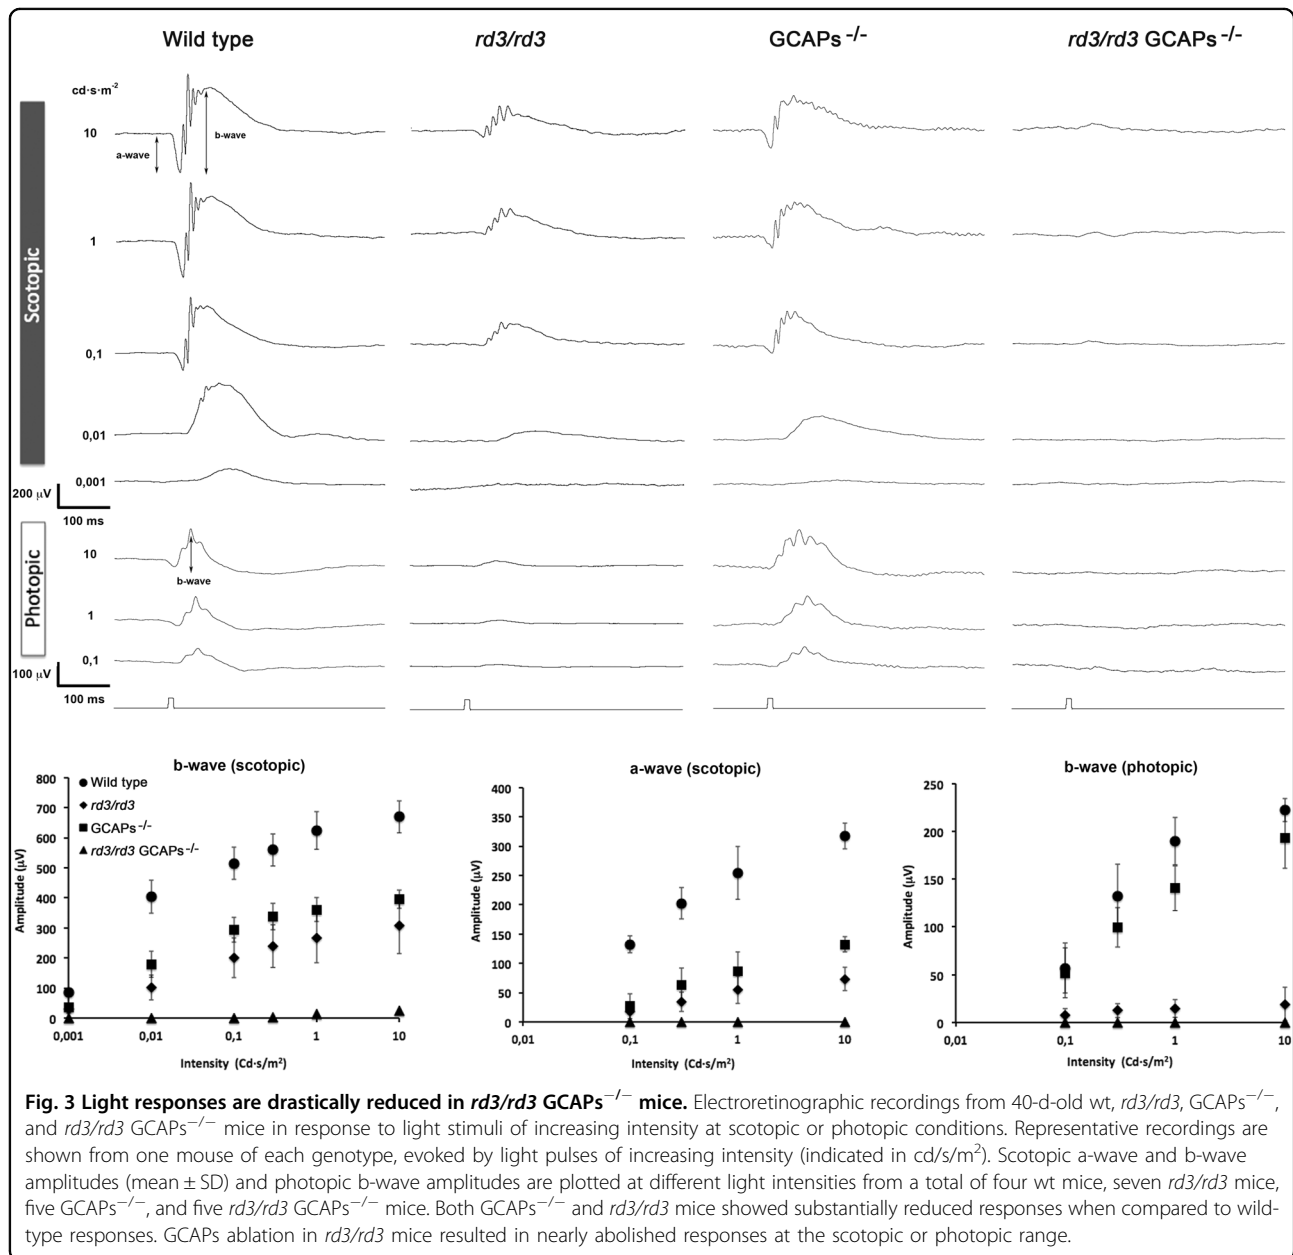 Wild type rd3/rd3 GCAPs-/- rd3/rd3 GCAPs-/-
cd·s·m-2
Scotopic
10
a-wave
b-wave
1
0,1
0,01
0,001
200 µV
100 ms
Photopic
10
b-wave
1
0,1
100 µV
100 ms
b-wave (scotopic)
Amplitude (µV)
800
700
600
500
400
300
200
100
0
Wild type
rd3/rd3
GCAPs-/-
rd3/rd3 GCAPs-/-
0,001 0,01 0,1 1 10
Intensity (Cd·s/m2)
a-wave (scotopic)
Amplitude (µV)
400
350
300
250
200
150
100
50
0
0,01 0,1 1 10
Intensity (Cd·s/m2)
b-wave (photopic)
Amplitude (µV)
250
200
150
100
50
0
0,01 0,1 1 10
Intensity (Cd·s/m2)
Fig. 3 Light responses are drastically reduced in rd3/rd3 GCAPs−/− mice. Electroretinographic recordings from 40-d-old wt, rd3/rd3, GCAPs−/−,
and rd3/rd3 GCAPs−/− mice in response to light stimuli of increasing intensity at scotopic or photopic conditions. Representative recordings are
shown from one mouse of each genotype, evoked by light pulses of increasing intensity (indicated in cd/s/m2). Scotopic a-wave and b-wave
amplitudes (mean ± SD) and photopic b-wave amplitudes are plotted at different light intensities from a total of four wt mice, seven rd3/rd3 mice,
five GCAPs−/−, and five rd3/rd3 GCAPs−/− mice. Both GCAPs−/− and rd3/rd3 mice showed substantially reduced responses when compared to wild-
type responses. GCAPs ablation in rd3/rd3 mice resulted in nearly abolished responses at the scotopic or photopic range.